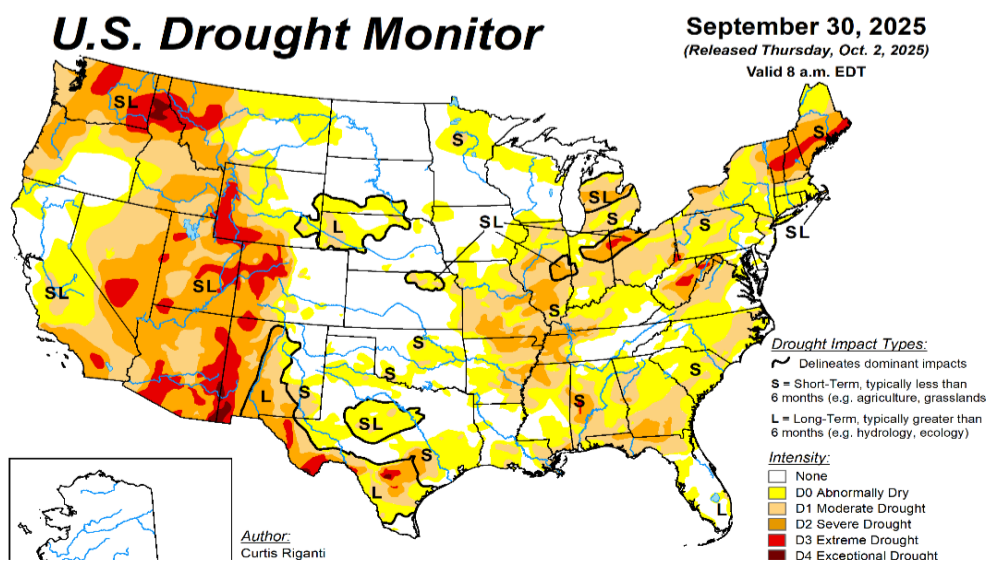 U.S. Drought Monitor
September 30, 2025
(Released Thursday, Oct. 2, 2025)
Valid 8 a.m. EDT
SL
S
S
SL
L
SL
S
SL
S
SL
SL
S
S
S
S
L
S
SL
S
S
L
L
Drought Impact Types:
Delineates dominant impacts
S = Short-Term, typically less than
6 months (e.g. agriculture, grasslands
L = Long-Term, typically greater than
6 months (e.g. hydrology, ecology)
Intensity:
None
D0 Abnormally Dry
D1 Moderate Drought
D2 Severe Drought
D3 Extreme Drought
D4 Exceptional Drought
Author:
Curtis Riganti